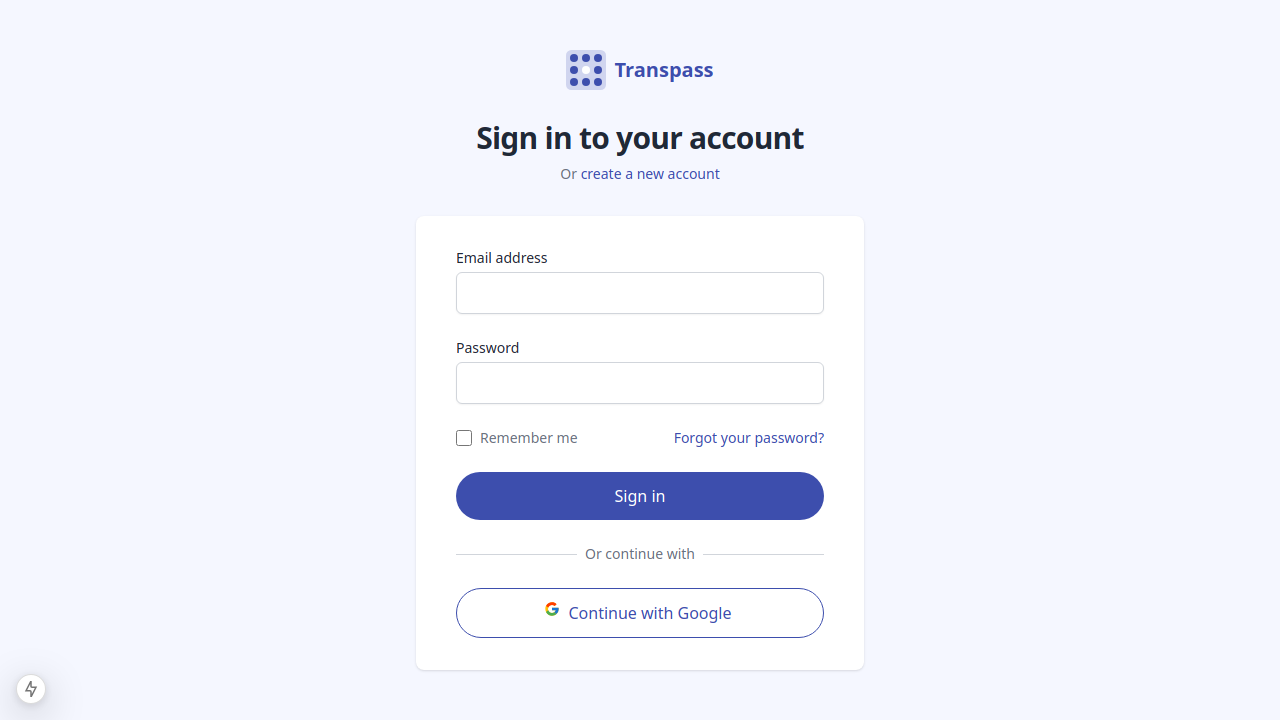 Transpass
Sign in to your account
Or create a new account
Email address
Password
Remember me
Forgot your password?
Sign in
Or continue with
Continue with Google